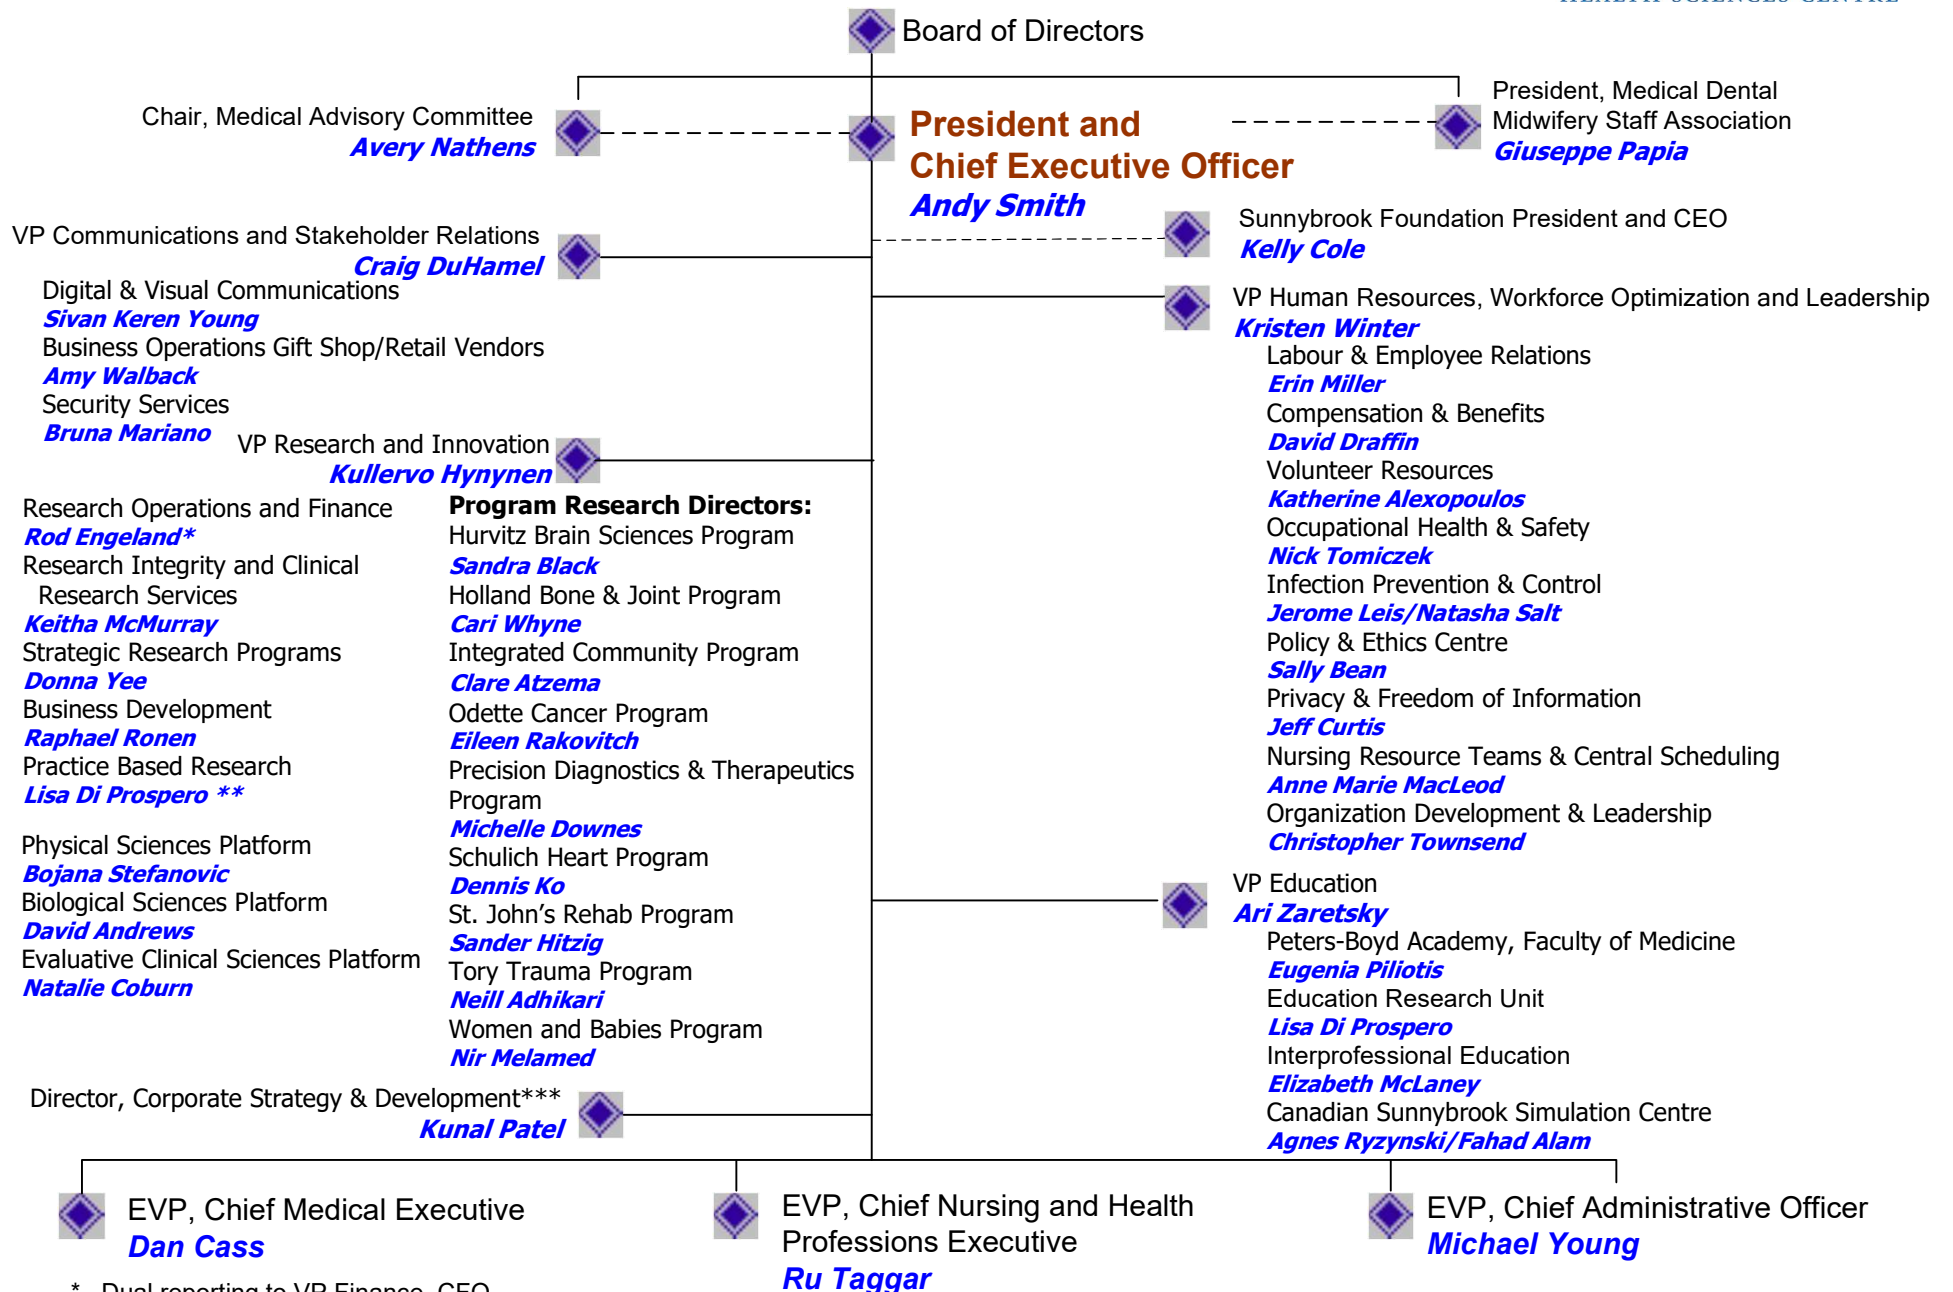 HEALTH SCIENCES CENTRE
Board of Directors
Chair, Medical Advisory Committee
Avery Nathens
President and
Chief Executive Officer
Andy Smith
President, Medical Dental
Midwifery Staff Association
Giuseppe Papia
VP Communications and Stakeholder Relations
Craig DuHamel
Digital & Visual Communications
Sivan Keren Young
Business Operations Gift Shop/Retail Vendors
Amy Walback
Security Services
Bruna Mariano
Sunnybrook Foundation President and CEO
Kelly Cole
VP Human Resources, Workforce Optimization and Leadership
Kristen Winter
Labour & Employee Relations
Erin Miller
Compensation & Benefits
David Draffin
Volunteer Resources
Katherine Alexopoulos
Occupational Health & Safety
Nick Tomiczek
Infection Prevention & Control
Jerome Leis/Natasha Salt
Policy & Ethics Centre
Sally Bean
Privacy & Freedom of Information
Jeff Curtis
Nursing Resource Teams & Central Scheduling
Anne Marie MacLeod
Organization Development & Leadership
Christopher Townsend
VP Research and Innovation
Kullervo Hynynen
Research Operations and Finance
Rod Engeland*
Research Integrity and Clinical
Research Services
Keitha McMurray
Strategic Research Programs
Donna Yee
Business Development
Raphael Ronen
Practice Based Research
Lisa Di Prospero **
Physical Sciences Platform
Bojana Stefanovic
Biological Sciences Platform
David Andrews
Evaluative Clinical Sciences Platform
Natalie Coburn
Program Research Directors:
Hurvitz Brain Sciences Program
Sandra Black
Holland Bone & Joint Program
Cari Whyne
Integrated Community Program
Clare Atzema
Odette Cancer Program
Eileen Rakovitch
Precision Diagnostics & Therapeutics
Program
Michelle Downes
Schulich Heart Program
Dennis Ko
St. John’s Rehab Program
Sander Hitzig
Tory Trauma Program
Neill Adhikari
Women and Babies Program
Nir Melamed
VP Education
Ari Zaretsky
Peters-Boyd Academy, Faculty of Medicine
Eugenia Piliotis
Education Research Unit
Lisa Di Prospero
Interprofessional Education
Elizabeth McLaney
Canadian Sunnybrook Simulation Centre
Agnes Ryzynski/Fahad Alam
Director, Corporate Strategy & Development***
Kunal Patel
EVP, Chief Medical Executive
Dan Cass
EVP, Chief Nursing and Health
Professions Executive
Ru Taggar
EVP, Chief Administrative Officer
Michael Young
* Dual reporting to VP Finance, CFO